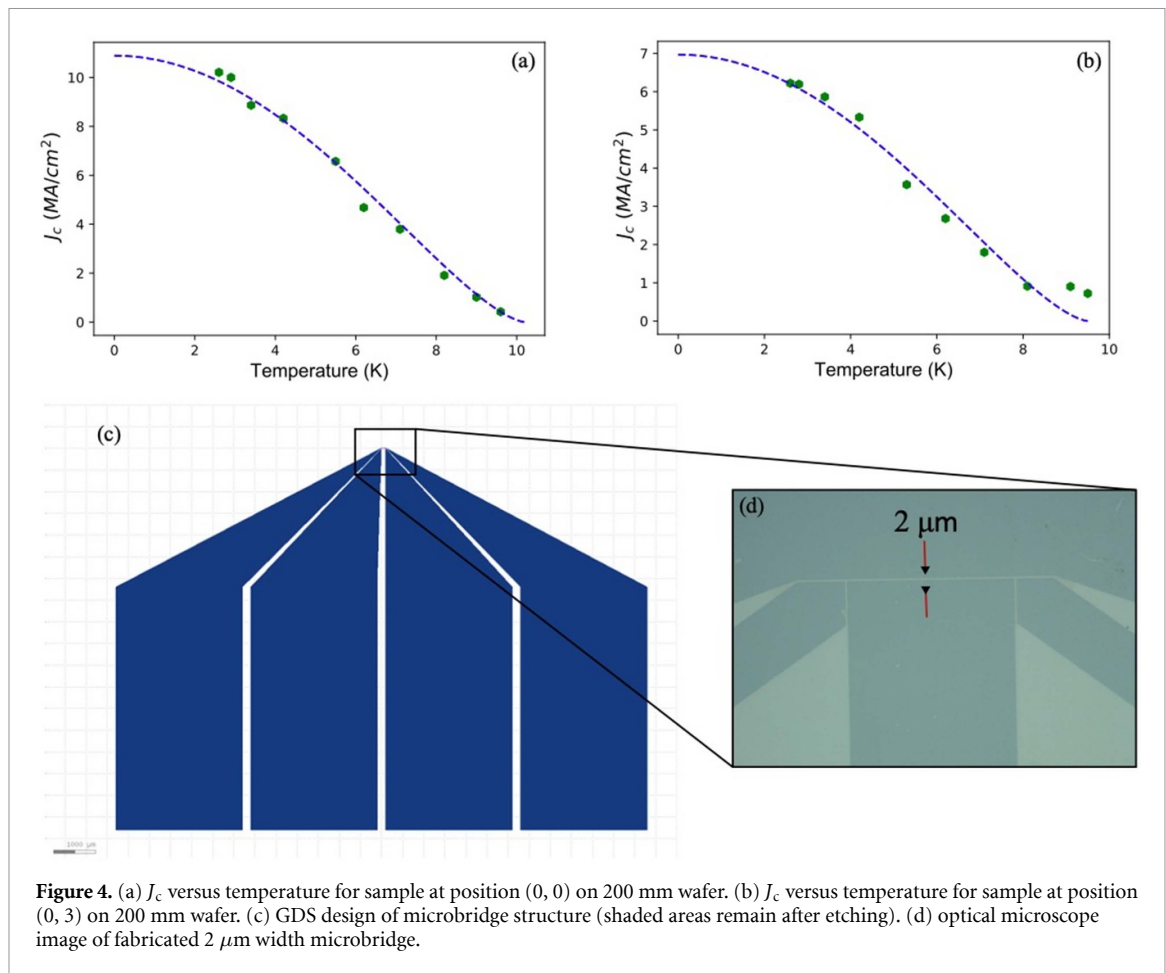 (a)
10
8
6
4
2
0
J_c (MA/cm²)
0 2 4 6 8 10
Temperature (K)
(b)
7
6
5
4
3
2
1
0
J_c (MA/cm²)
0 2 4 6 8 10
Temperature (K)
(c)
1000 μm
(d)
2 μm
Figure 4. (a) J_c versus temperature for sample at position (0, 0) on 200 mm wafer. (b) J_c versus temperature for sample at position
(0, 3) on 200 mm wafer. (c) GDS design of microbridge structure (shaded areas remain after etching). (d) optical microscope
image of fabricated 2 μm width microbridge.